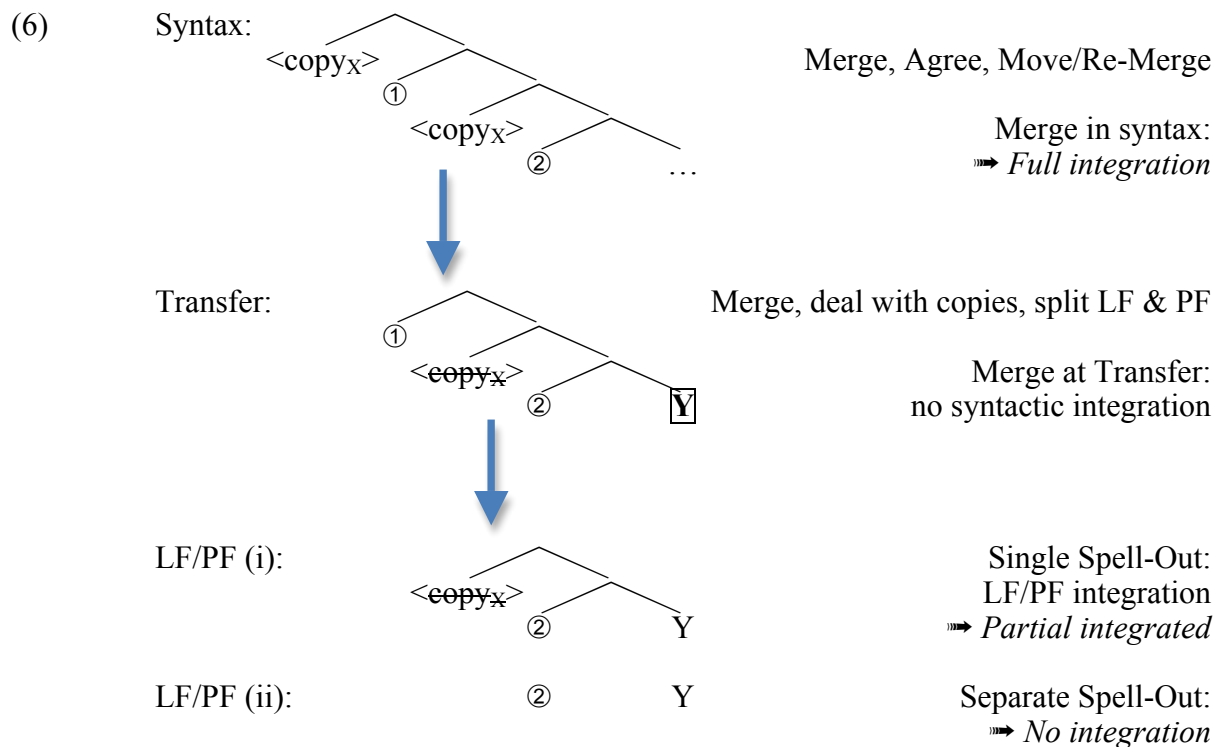 (6) Syntax:
<copyX>
Merge, Agree, Move/Re-Merge
①
<copyX>
Merge in syntax:
② …
➠ Full integration
Transfer:
Merge, deal with copies, split LF & PF
①
<copyX>
Merge at Transfer:
② Y
no syntactic integration
LF/PF (i):
Single Spell-Out:
<copyX>
LF/PF integration
② Y
➠ Partial integrated
LF/PF (ii): ② Y Separate Spell-Out:
➠ No integration